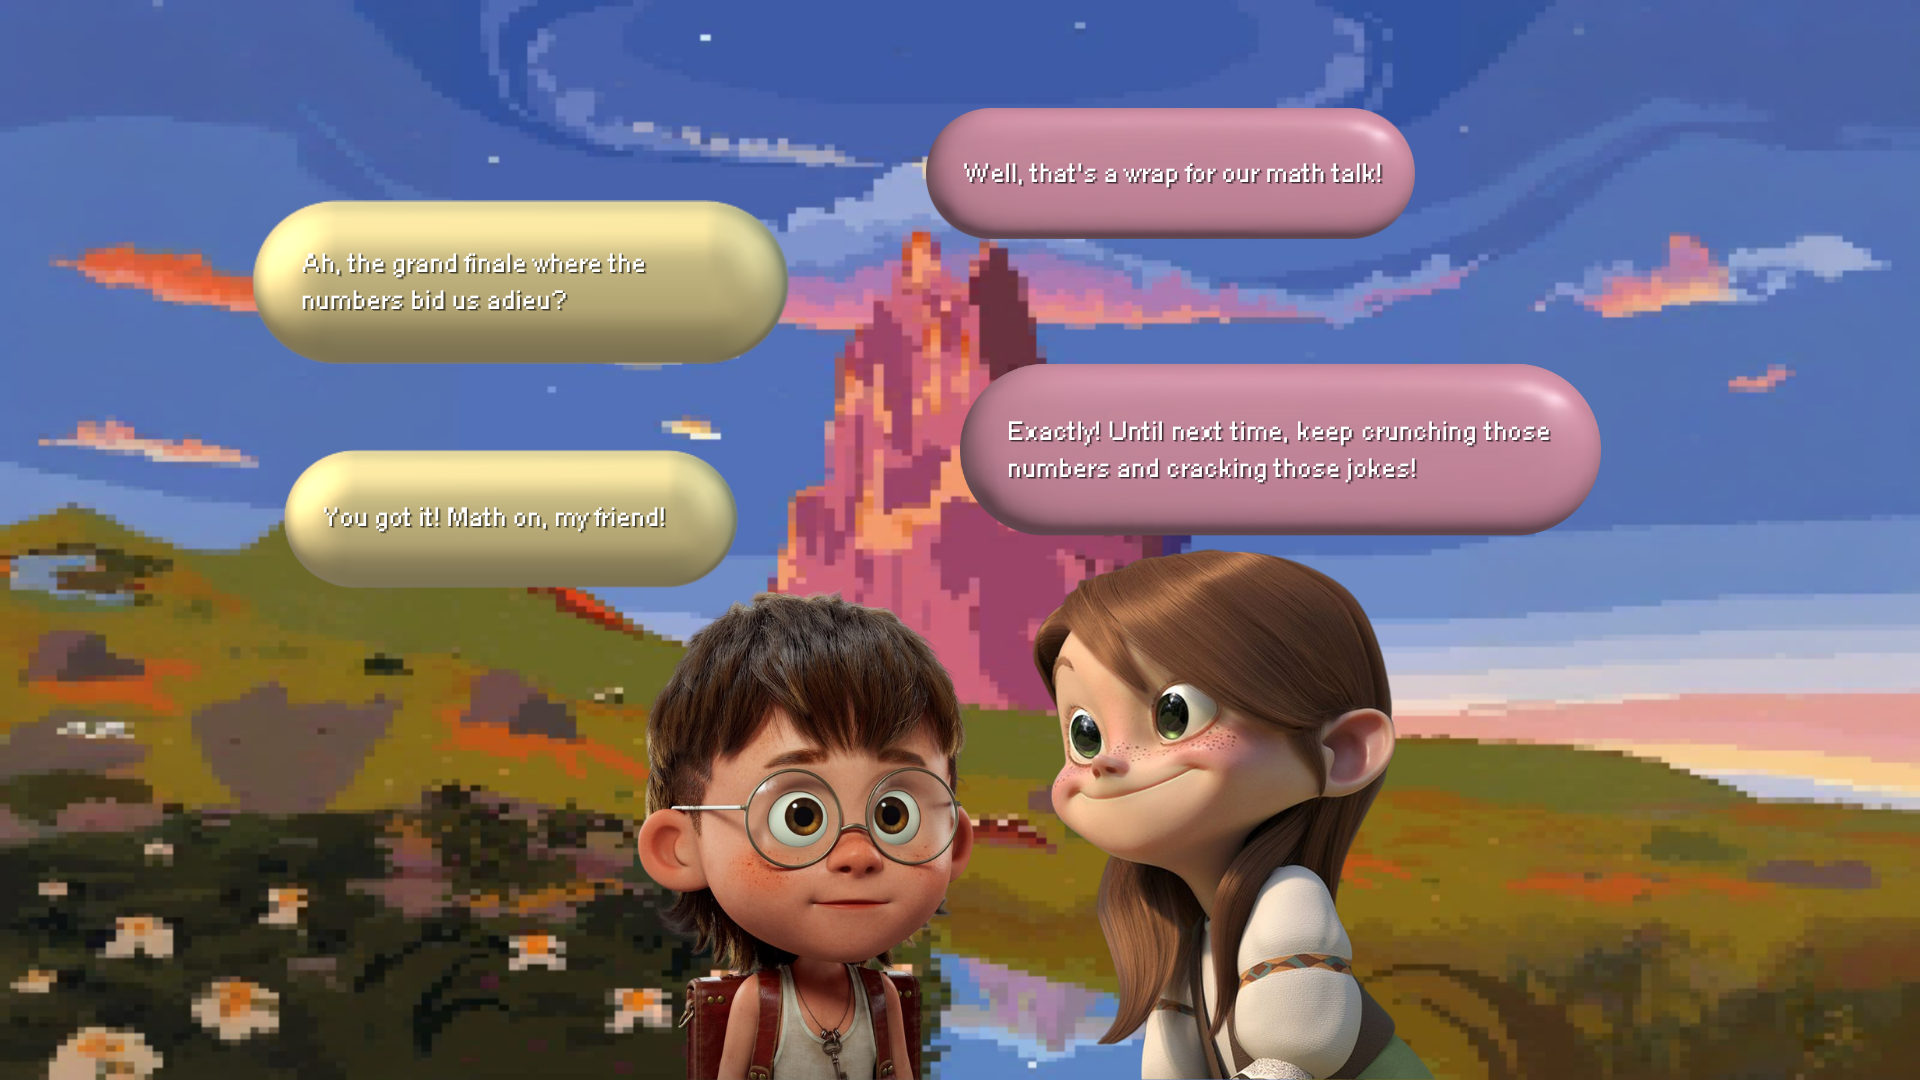 Well, that's a wrap for our math talk!
Ah, the grand finale where the
numbers bid us adieu?
Exactly! Until next time, keep crunching those
numbers and cracking those jokes!
You got it! Math on, my friend!